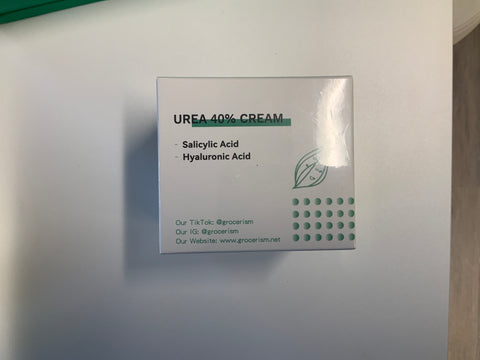 UREA 40% CREAM
- Salicylic Acid
- Hyaluronic Acid
Our TikTok: @grocerism
Our IG: @grocerism
Our Website: www.grocerism.net